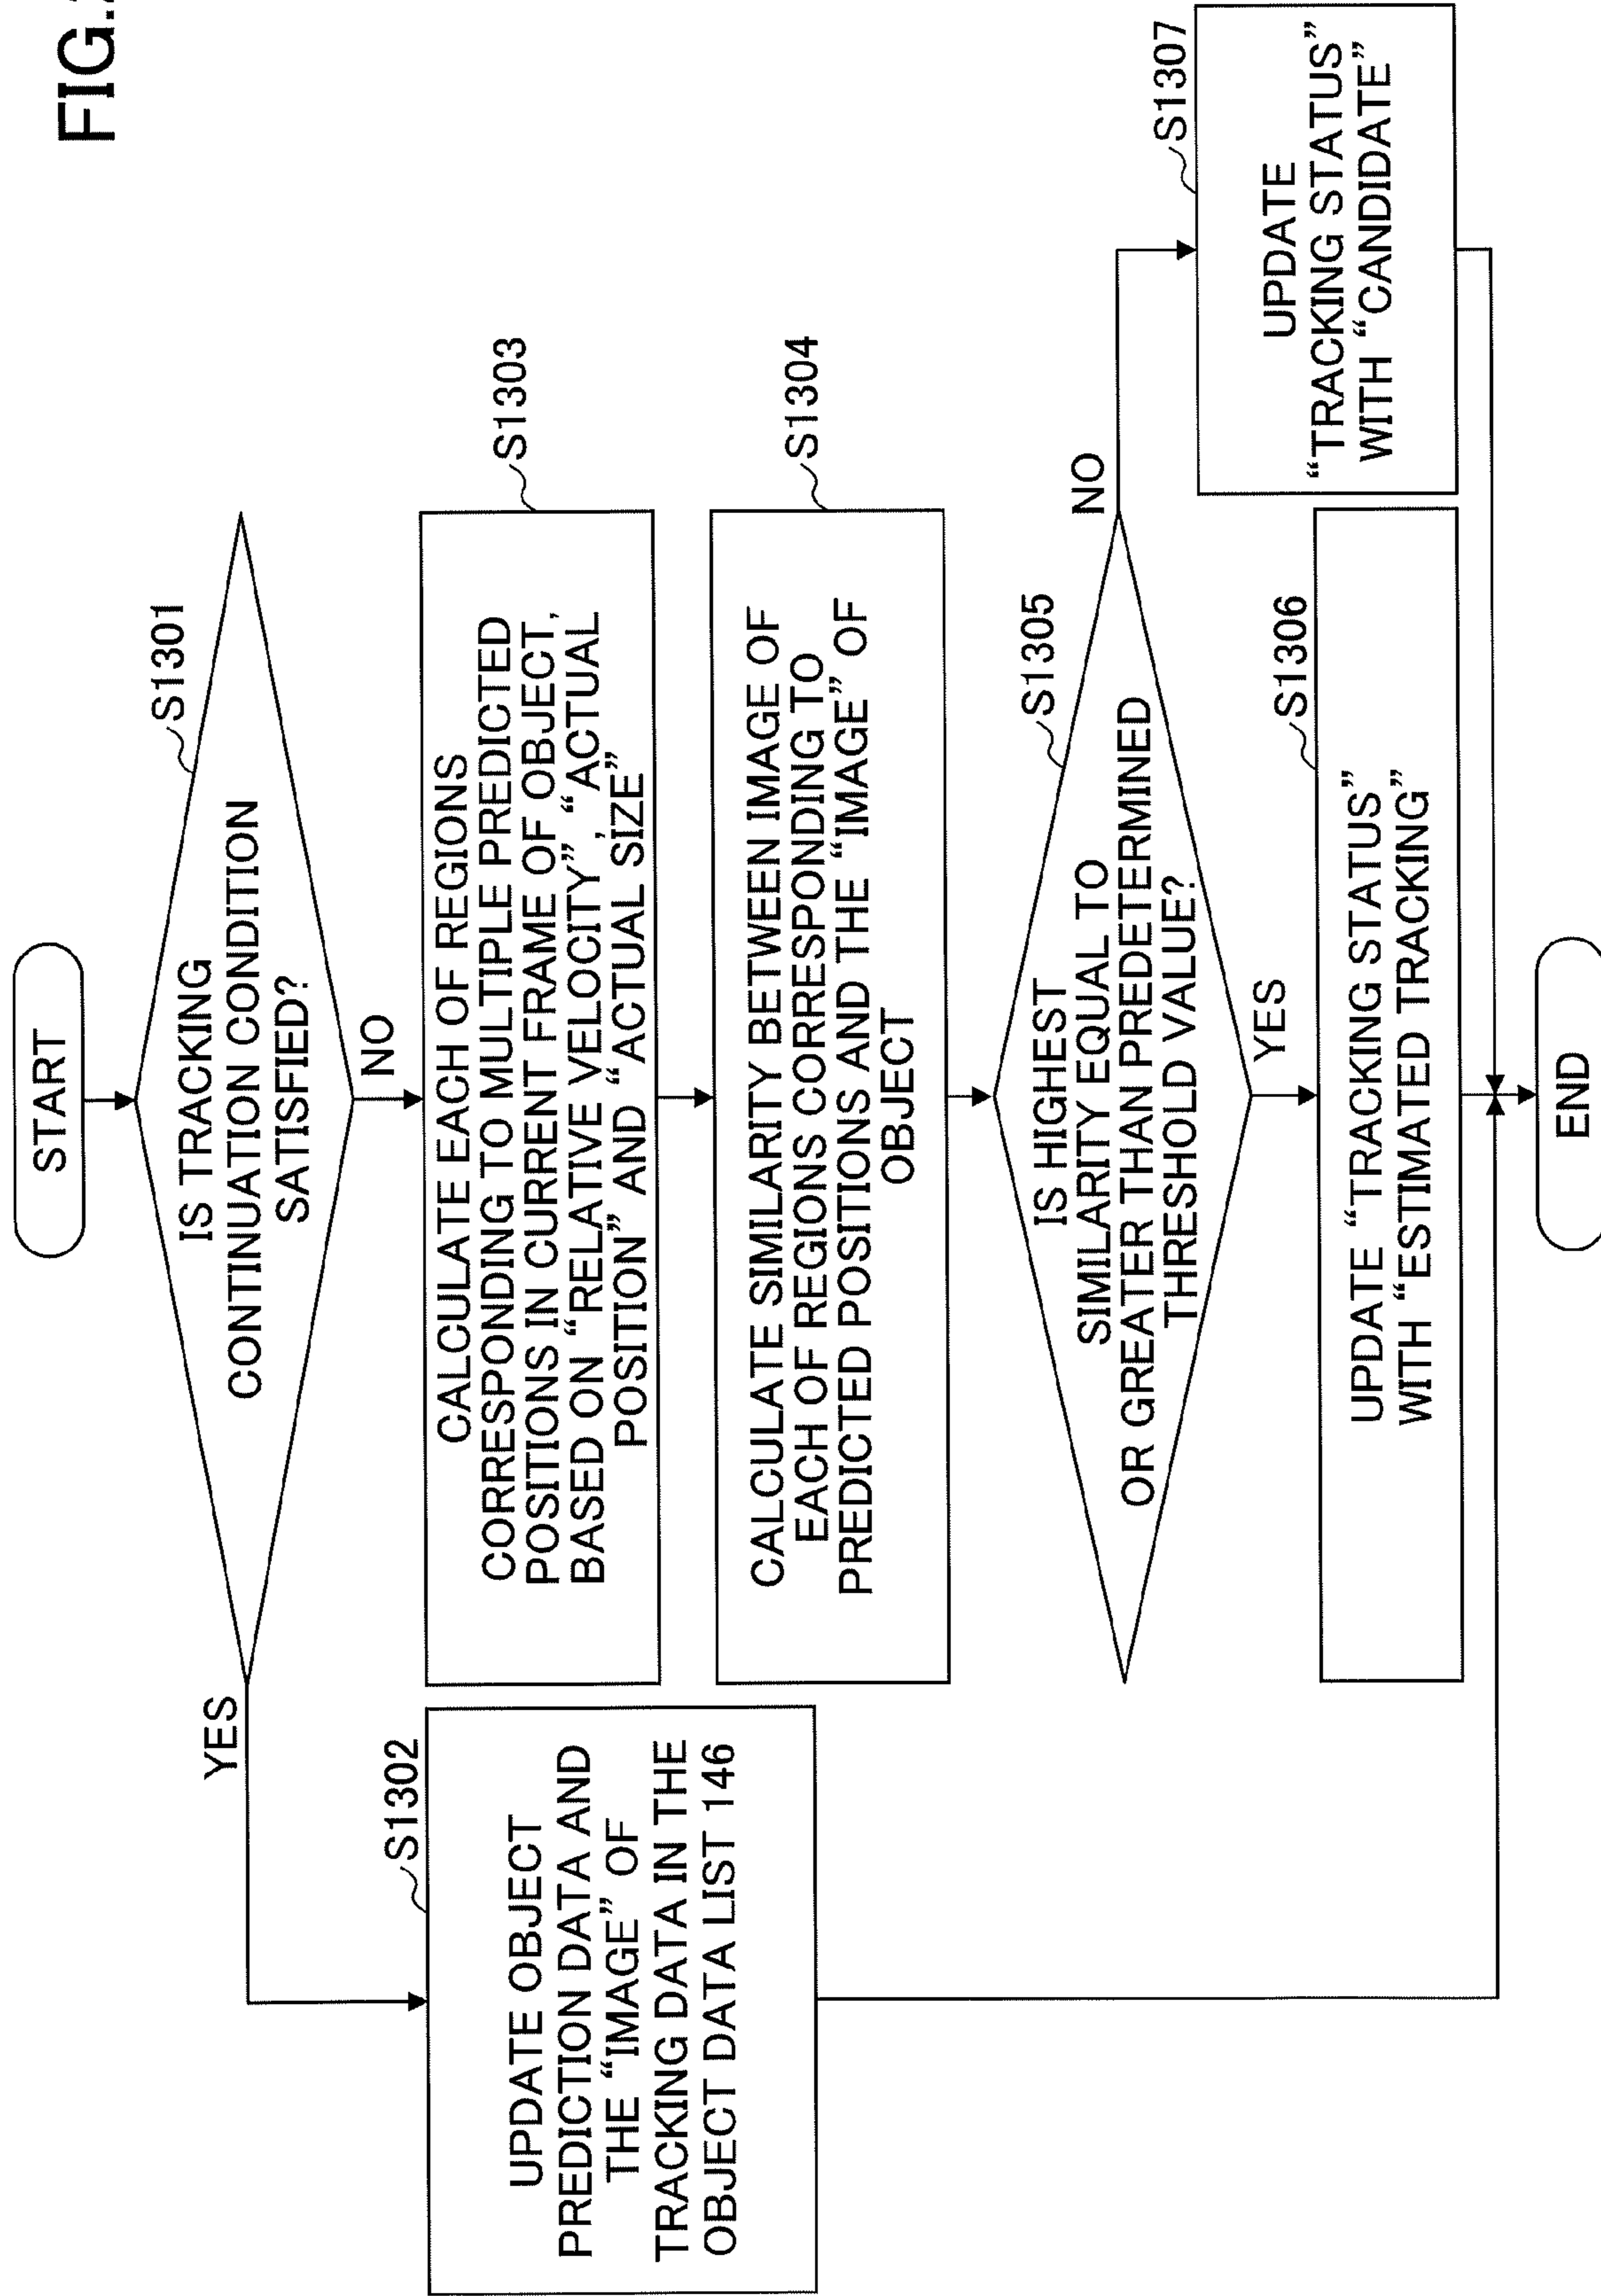 FIG.
START
S1301
IS TRACKING
CONTINUATION CONDITION
SATISFIED?
YES
NO
S1302
UPDATE OBJECT
PREDICTION DATA AND
THE “IMAGE” OF
TRACKING DATA IN THE
OBJECT DATA LIST 146
S1303
CALCULATE EACH OF REGIONS
CORRESPONDING TO MULTIPLE PREDICTED
POSITIONS IN CURRENT FRAME OF OBJECT,
BASED ON “RELATIVE VELOCITY”, “ACTUAL
POSITION” AND “ACTUAL SIZE”
S1304
CALCULATE SIMILARITY BETWEEN IMAGE OF
EACH OF REGIONS CORRESPONDING TO
PREDICTED POSITIONS AND THE “IMAGE” OF
OBJECT
S1305
IS HIGHEST
SIMILARITY EQUAL TO
OR GREATER THAN PREDETERMINED
THRESHOLD VALUE?
NO
YES
S1306
UPDATE “TRACKING STATUS”
WITH “ESTIMATED TRACKING”
S1307
UPDATE
“TRACKING STATUS”
WITH “CANDIDATE”
END